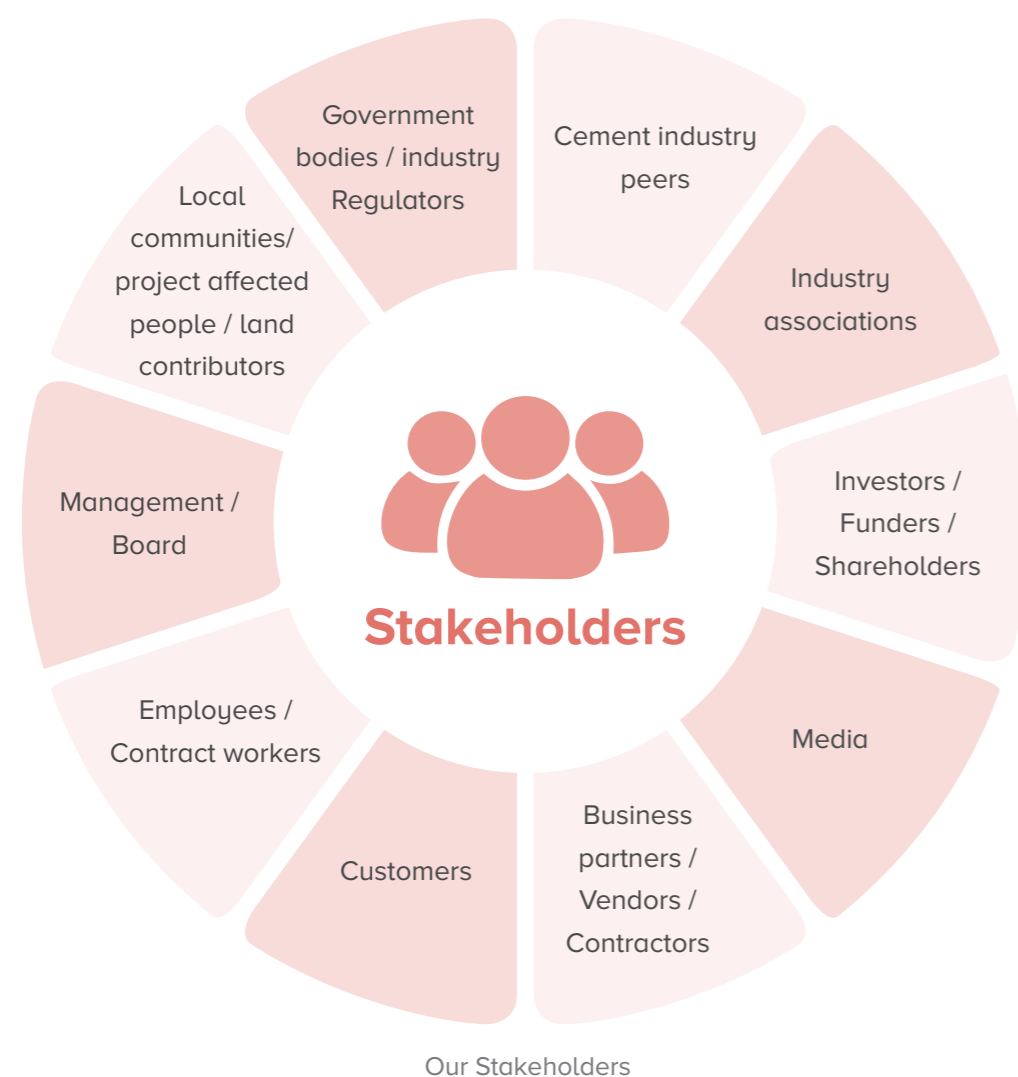 Government
bodies / industry
Regulators
Cement industry
peers
Industry
associations
Investors /
Funders /
Shareholders
Media
Business
partners /
Vendors /
Contractors
Customers
Employees /
Contract workers
Management /
Board
Local
communities/
project affected
people / land
contributors
Stakeholders
Our Stakeholders